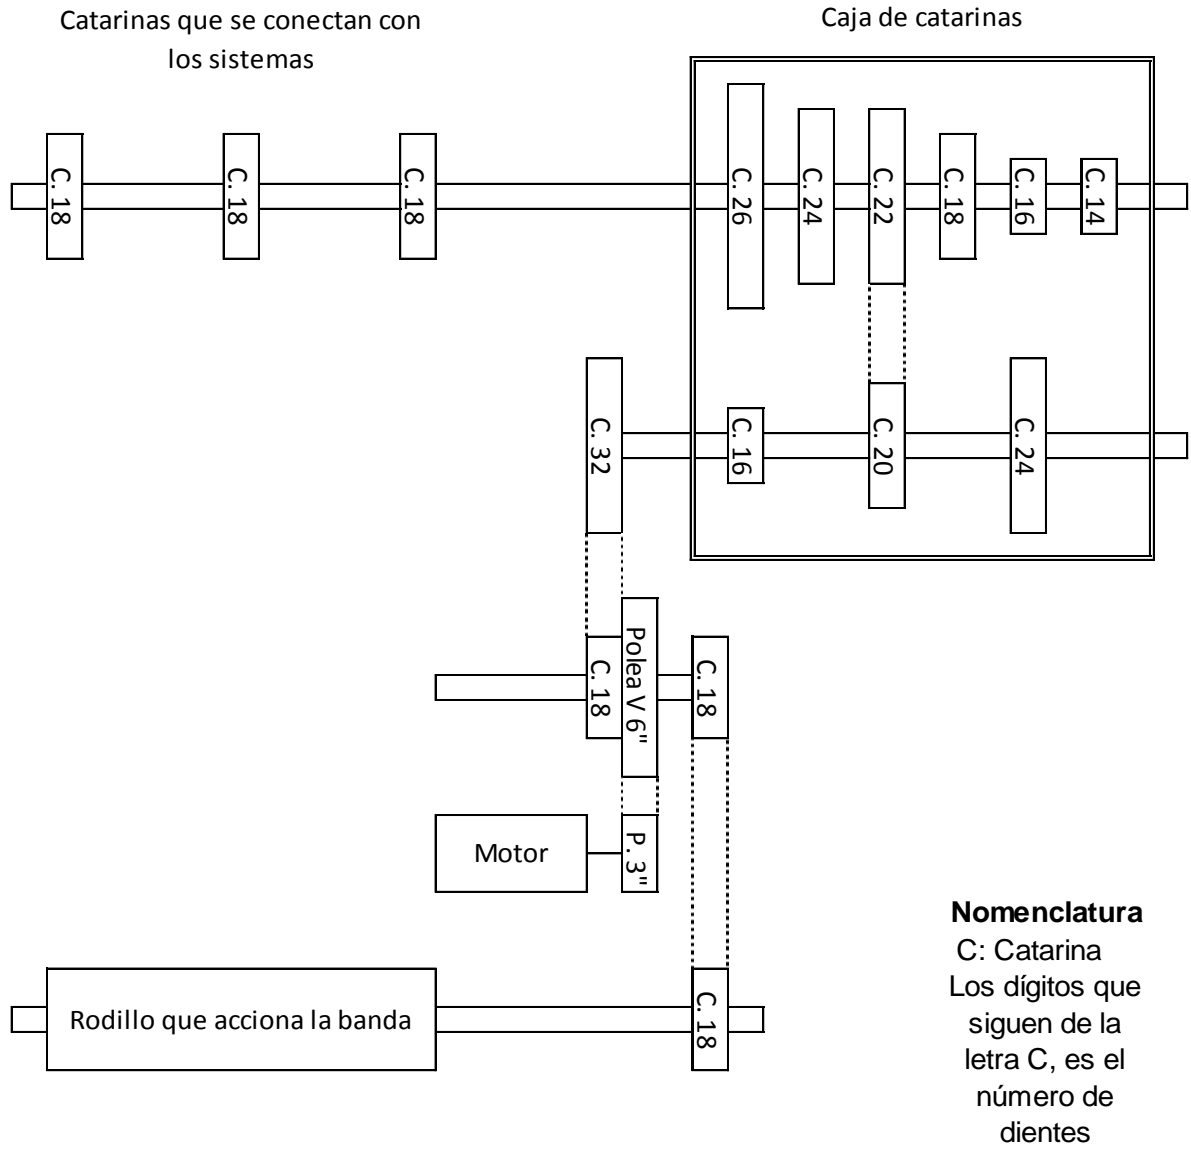 Catarinas que se conectan con
los sistemas
Caja de catarinas
C. 18
C. 18
C. 18
C. 26
C. 24
C. 22
C. 18
C. 16
C. 14
C. 32
C. 16
C. 20
C. 24
C. 18
Polea V 6"
C. 18
Motor
P. 3"
Rodillo que acciona la banda
C. 18
Nomenclatura
C: Catarina
Los dígitos que
siguen de la
letra C, es el
número de
dientes